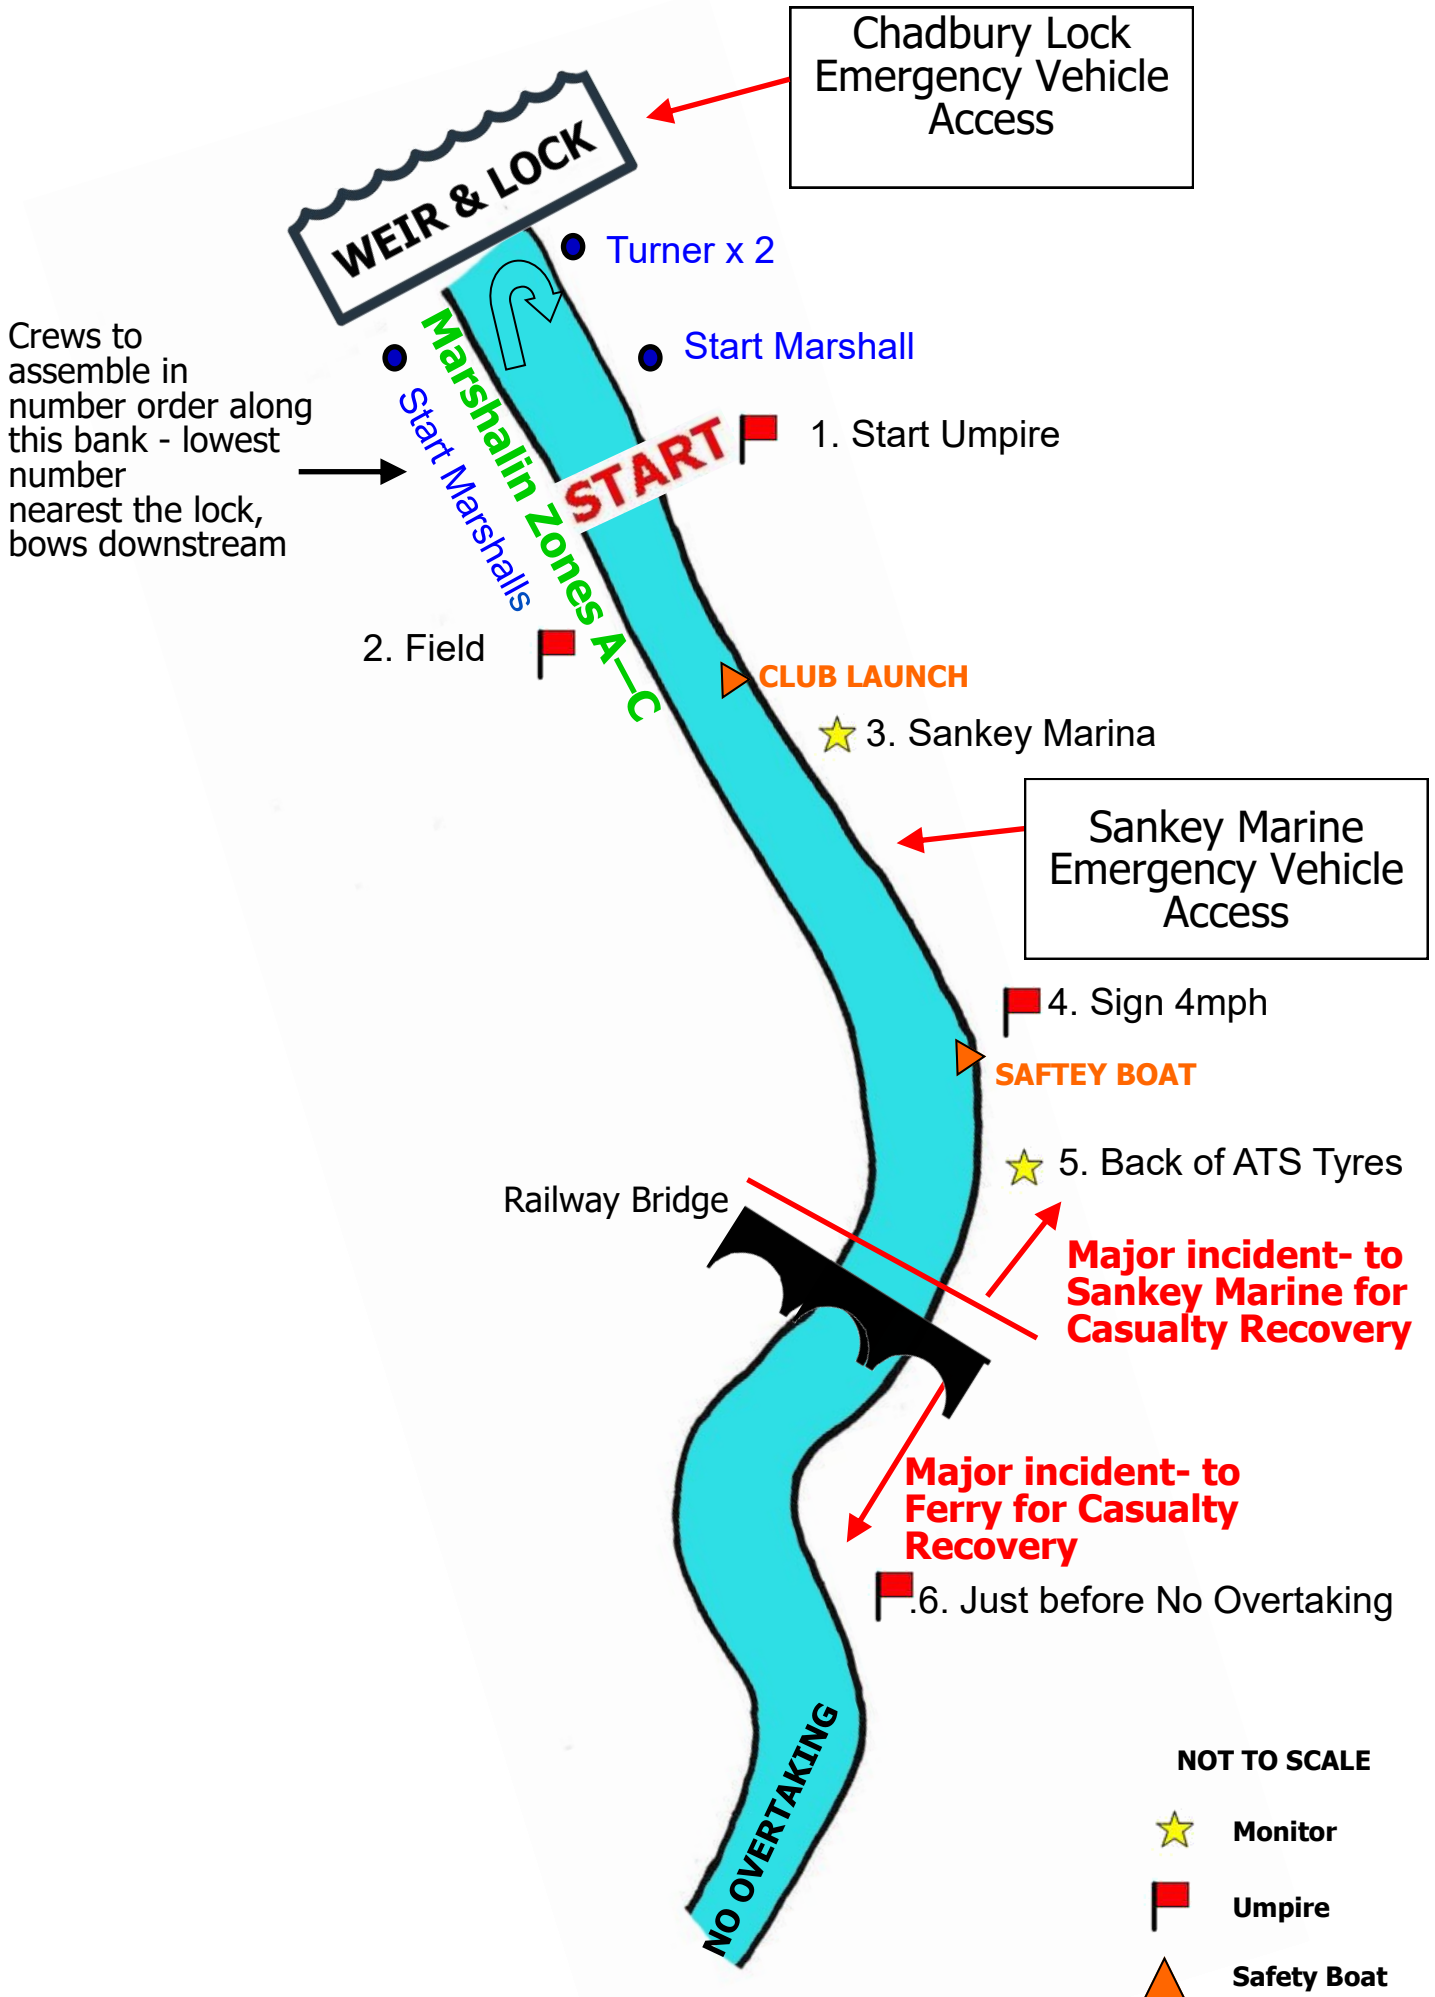 Chadbury Lock
Emergency Vehicle
Access
WEIR & LOCK
Turner x 2
Start Marshall
Crews to
assemble in
number order along
this bank - lowest
number
nearest the lock,
bows downstream
Start Marshalls
Marshalin Zones A—C
START
1. Start Umpire
2. Field
CLUB LAUNCH
3. Sankey Marina
Sankey Marine
Emergency Vehicle
Access
4. Sign 4mph
SAFTEY BOAT
5. Back of ATS Tyres
Railway Bridge
Major incident- to
Sankey Marine for
Casualty Recovery
Major incident- to
Ferry for Casualty
Recovery
.6. Just before No Overtaking
NO OVERTAKING
NOT TO SCALE
Monitor
Umpire
Safety Boat